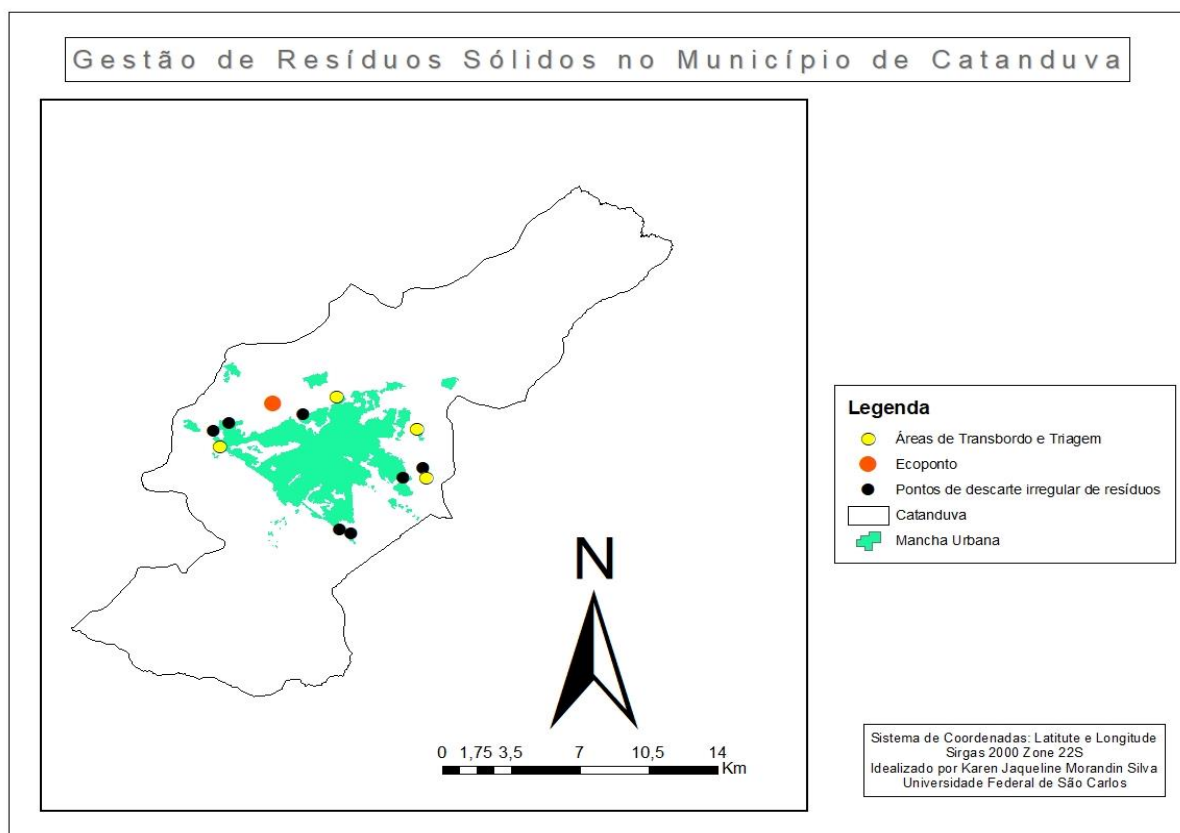 Gestão de Resíduos Sólidos no Município de Catanduva
Legenda
Áreas de Transbordo e Triagem
Ecoponto
Pontos de descarte irregular de resíduos
Catanduva
Mancha Urbana
N
0 1,75 3,5 7 10,5 14
Km
Sistema de Coordenadas: Latitute e Longitude
Sirgas 2000 Zone 22S
Idealizado por Karen Jaqueline Morandin Silva
Universidade Federal de São Carlos